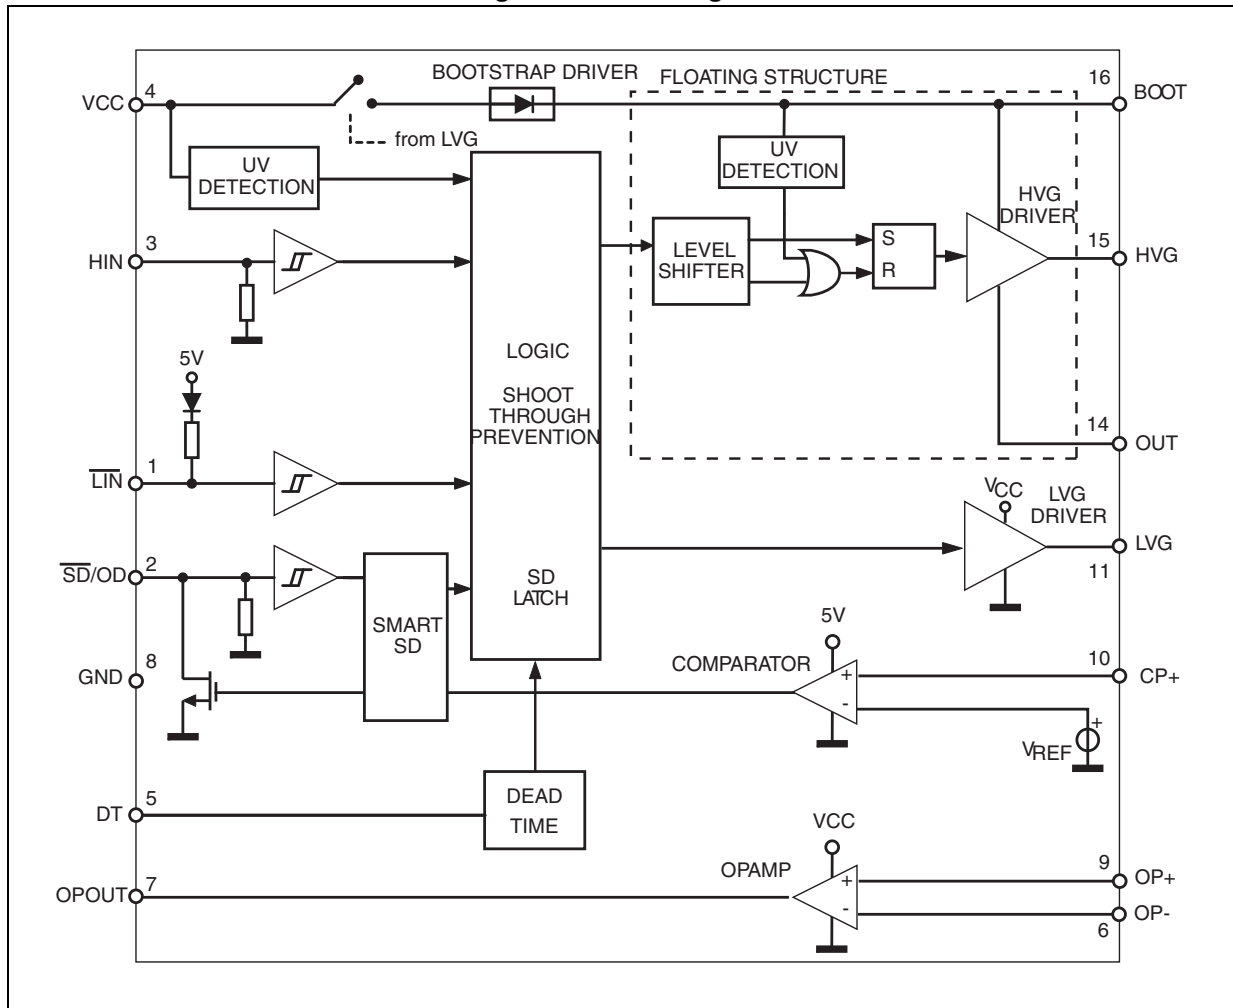 BOOTSTRAP DRIVER
FLOATING STRUCTURE
16
BOOT
4
VCC
from LVG
UV
DETECTION
UV
DETECTION
HVG
DRIVER
3
HIN
LEVEL
SHIFTER
S
R
15
HVG
5V
LOGIC
SHOOT
THROUGH
PREVENTION
14
OUT
1
LIN
VCC
LVG
DRIVER
LVG
11
2
SD/OD
SD
LATCH
SMART
SD
8
GND
5V
COMPARATOR
+
-
10
CP+
+
VREF
5
DT
DEAD
TIME
VCC
OPAMP
+
-
9
OP+
OP-
6
7
OPOUT